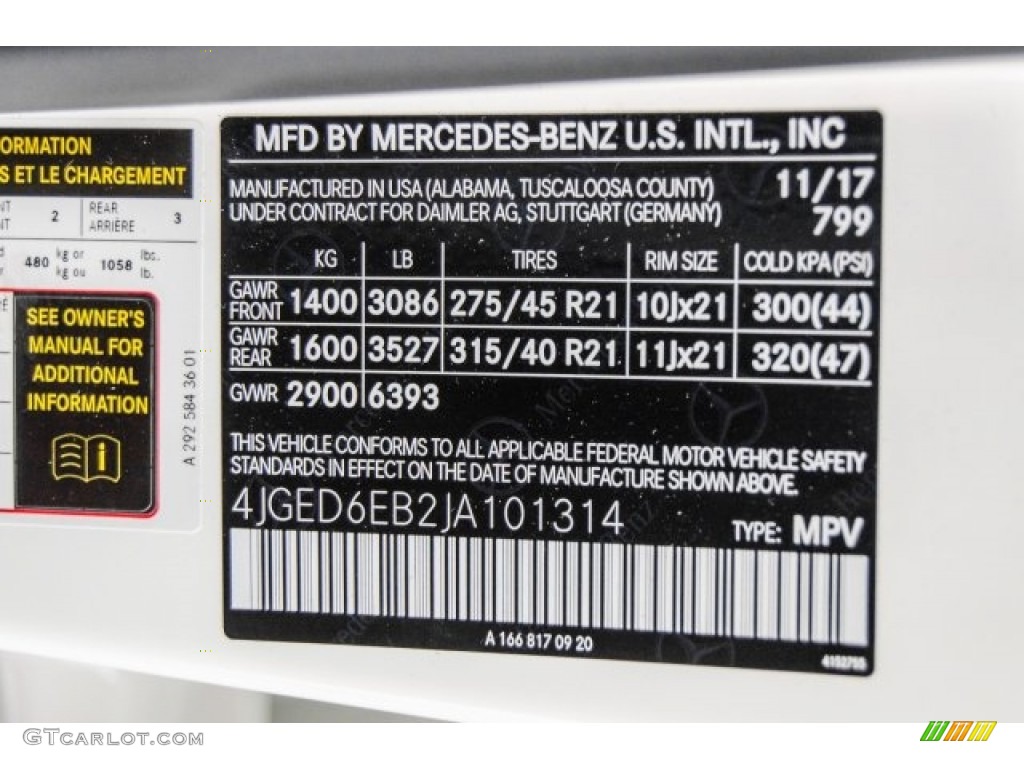 ORMATION
S ET LE CHARGEMENT
2 REAR ARRIÈRE 3
480 kg or kg ou 1058 lbs. lb.
SEE OWNER'S
MANUAL FOR
ADDITIONAL
INFORMATION
A 292 584 36 01
MFD BY MERCEDES-BENZ U.S. INTL., INC
MANUFACTURED IN USA (ALABAMA, TUSCALOOSA COUNTY) 11/17
UNDER CONTRACT FOR DAIMLER AG, STUTTGART (GERMANY) 799
KG LB TIRES RIM SIZE COLD KPA(PSI)
GAWR FRONT 1400 3086 275/45 R21 10Jx21 300(44)
GAWR REAR 1600 3527 315/40 R21 11Jx21 320(47)
GVWR 2900 6393
THIS VEHICLE CONFORMS TO ALL APPLICABLE FEDERAL MOTOR VEHICLE SAFETY
STANDARDS IN EFFECT ON THE DATE OF MANUFACTURE SHOWN ABOVE.
4JGED6EB2JA101314 TYPE: MPV
A 166 817 09 20
4152755
GTCARLOT.COM